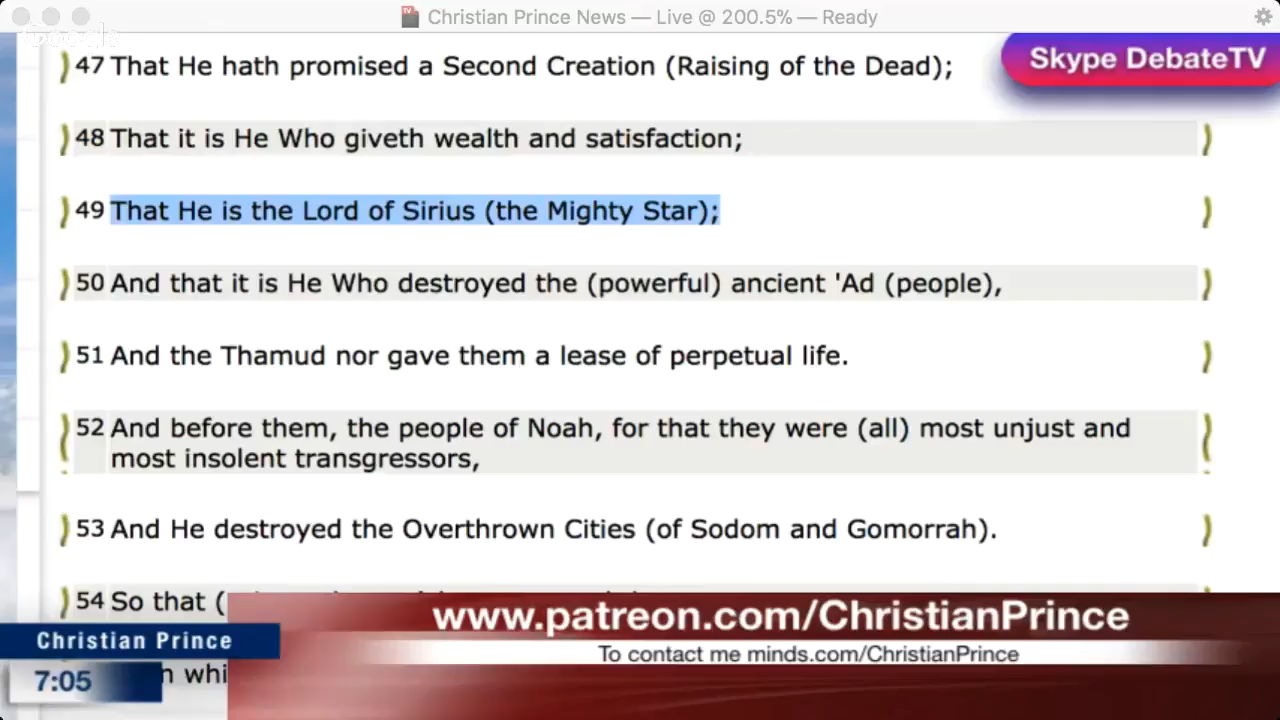 Christian Prince News — Live @ 200.5% — Ready
Google
Skype DebateTV
47 That He hath promised a Second Creation (Raising of the Dead);
48 That it is He Who giveth wealth and satisfaction;
49 That He is the Lord of Sirius (the Mighty Star);
50 And that it is He Who destroyed the (powerful) ancient 'Ad (people),
51 And the Thamud nor gave them a lease of perpetual life.
52 And before them, the people of Noah, for that they were (all) most unjust and
most insolent transgressors,
53 And He destroyed the Overthrown Cities (of Sodom and Gomorrah).
54 So that (
www.patreon.com/ChristianPrince
Christian Prince
To contact me minds.com/ChristianPrince
7:05